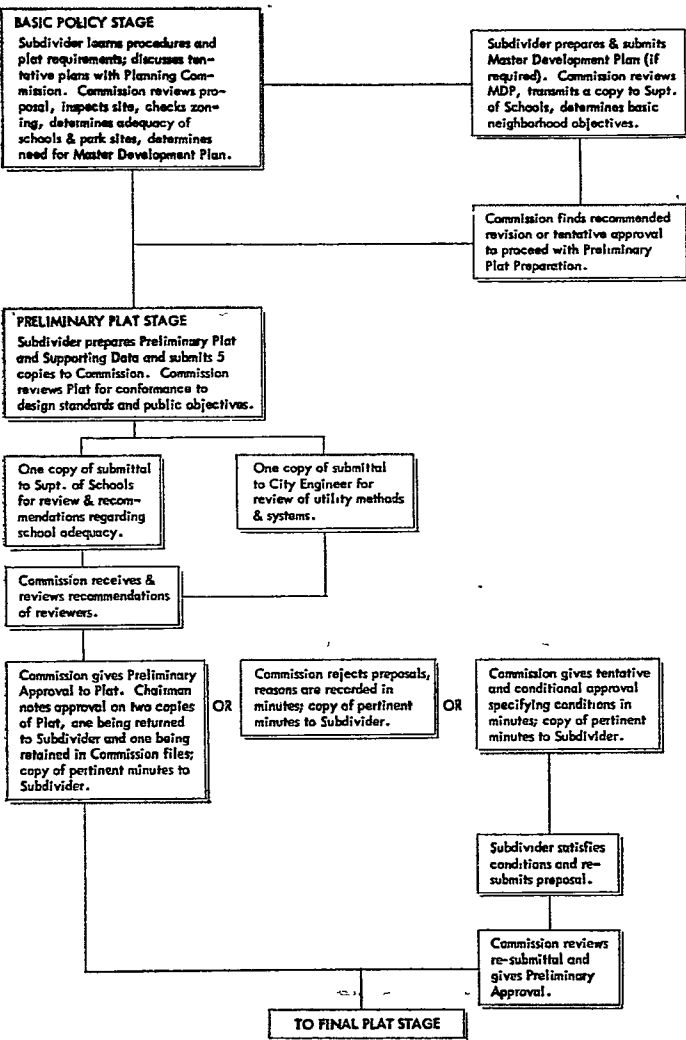 BASIC POLICY STAGE
Subdivider learns procedures and
plat requirements; discusses ten-
tative plans with Planning Com-
mission. Commission reviews pro-
posal, inspects site, checks zon-
ing, determines adequacy of
schools & park sites, determines
need for Master Development Plan.
Subdivider prepares & submits
Master Development Plan (if
required). Commission reviews
MDP, transmits a copy to Supt.
of Schools, determines basic
neighborhood objectives.
Commission finds recommended
revision or tentative approval
to proceed with Preliminary
Plat Preparation.
PRELIMINARY PLAT STAGE
Subdivider prepares Preliminary Plat
and Supporting Data and submits 5
copies to Commission. Commission
reviews Plat for conformance to
design standards and public objectives.
One copy of submittal
to Supt. of Schools
for review & recom-
mendations regarding
school adequacy.
One copy of submittal
to City Engineer for
review of utility methods
& systems.
Commission receives &
reviews recommendations
of reviewers.
Commission gives Preliminary
Approval to Plat. Chairman
notes approval on two copies
of Plat, one being returned
to Subdivider and one being
retained in Commission files;
copy of pertinent minutes to
Subdivider.
OR
Commission rejects preposals,
reasons are recorded in
minutes; copy of pertinent
minutes to Subdivider.
OR
Commission gives tentative
and conditional approval
specifying conditions in
minutes; copy of pertinent
minutes to Subdivider.
Subdivider satisfies
conditions and re-
submits proposal.
Commission reviews
re-submittal and
gives Preliminary
Approval.
TO FINAL PLAT STAGE